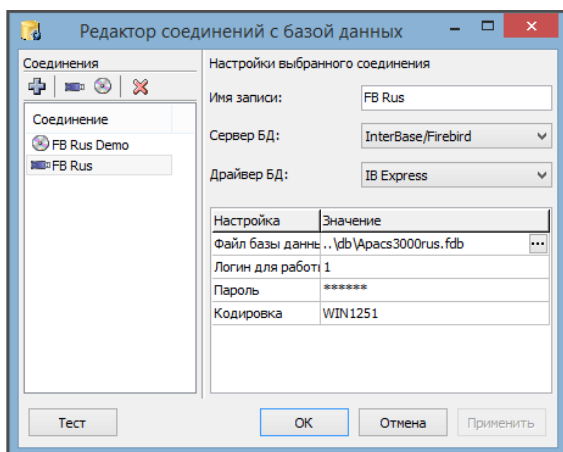 Редактор соединений с базой данных
Соединения
Соединение
FB Rus Demo
FB Rus
Настройки выбранного соединения
Имя записи: FB Rus
Сервер БД: InterBase/Firebird
Драйвер БД: IB Express
Настройка Значение
Файл базы даннь ..\db\Apacs3000rus.fdb ...
Логин для работ 1
Пароль ******
Кодировка WIN1251
Тест ОК Отмена Применить